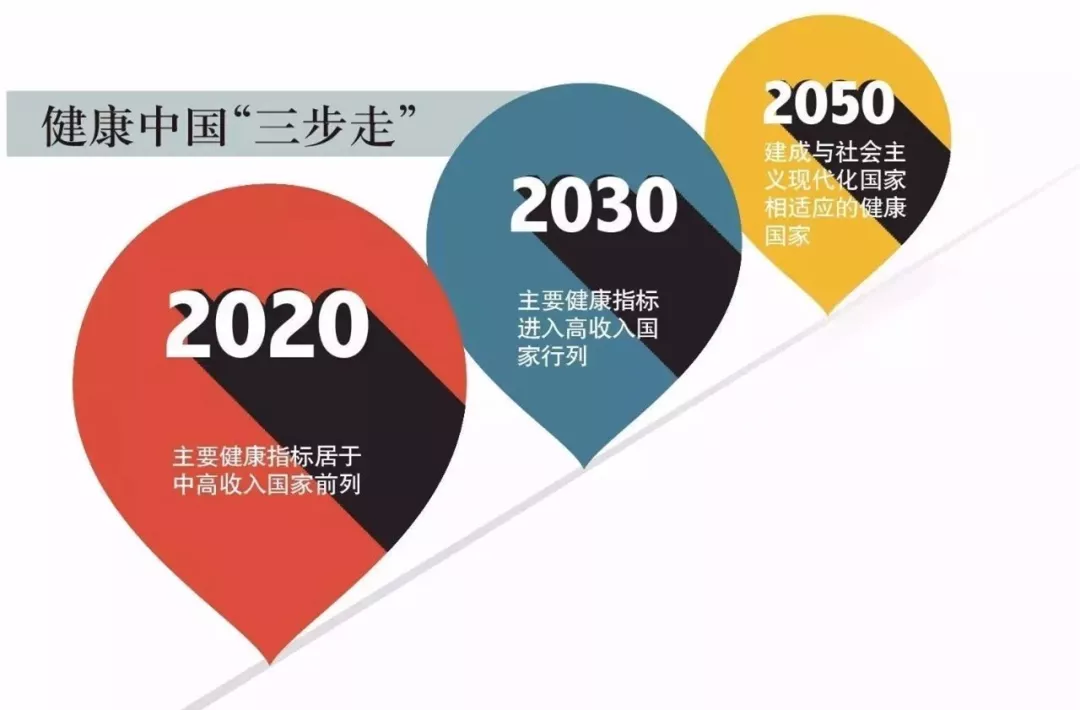 健康中国“三步走”
2020
主要健康指标居于
中高收入国家前列
2030
主要健康指标
进入高收入国
家行列
2050
建成与社会主
义现代化国家
相适应的健康
国家